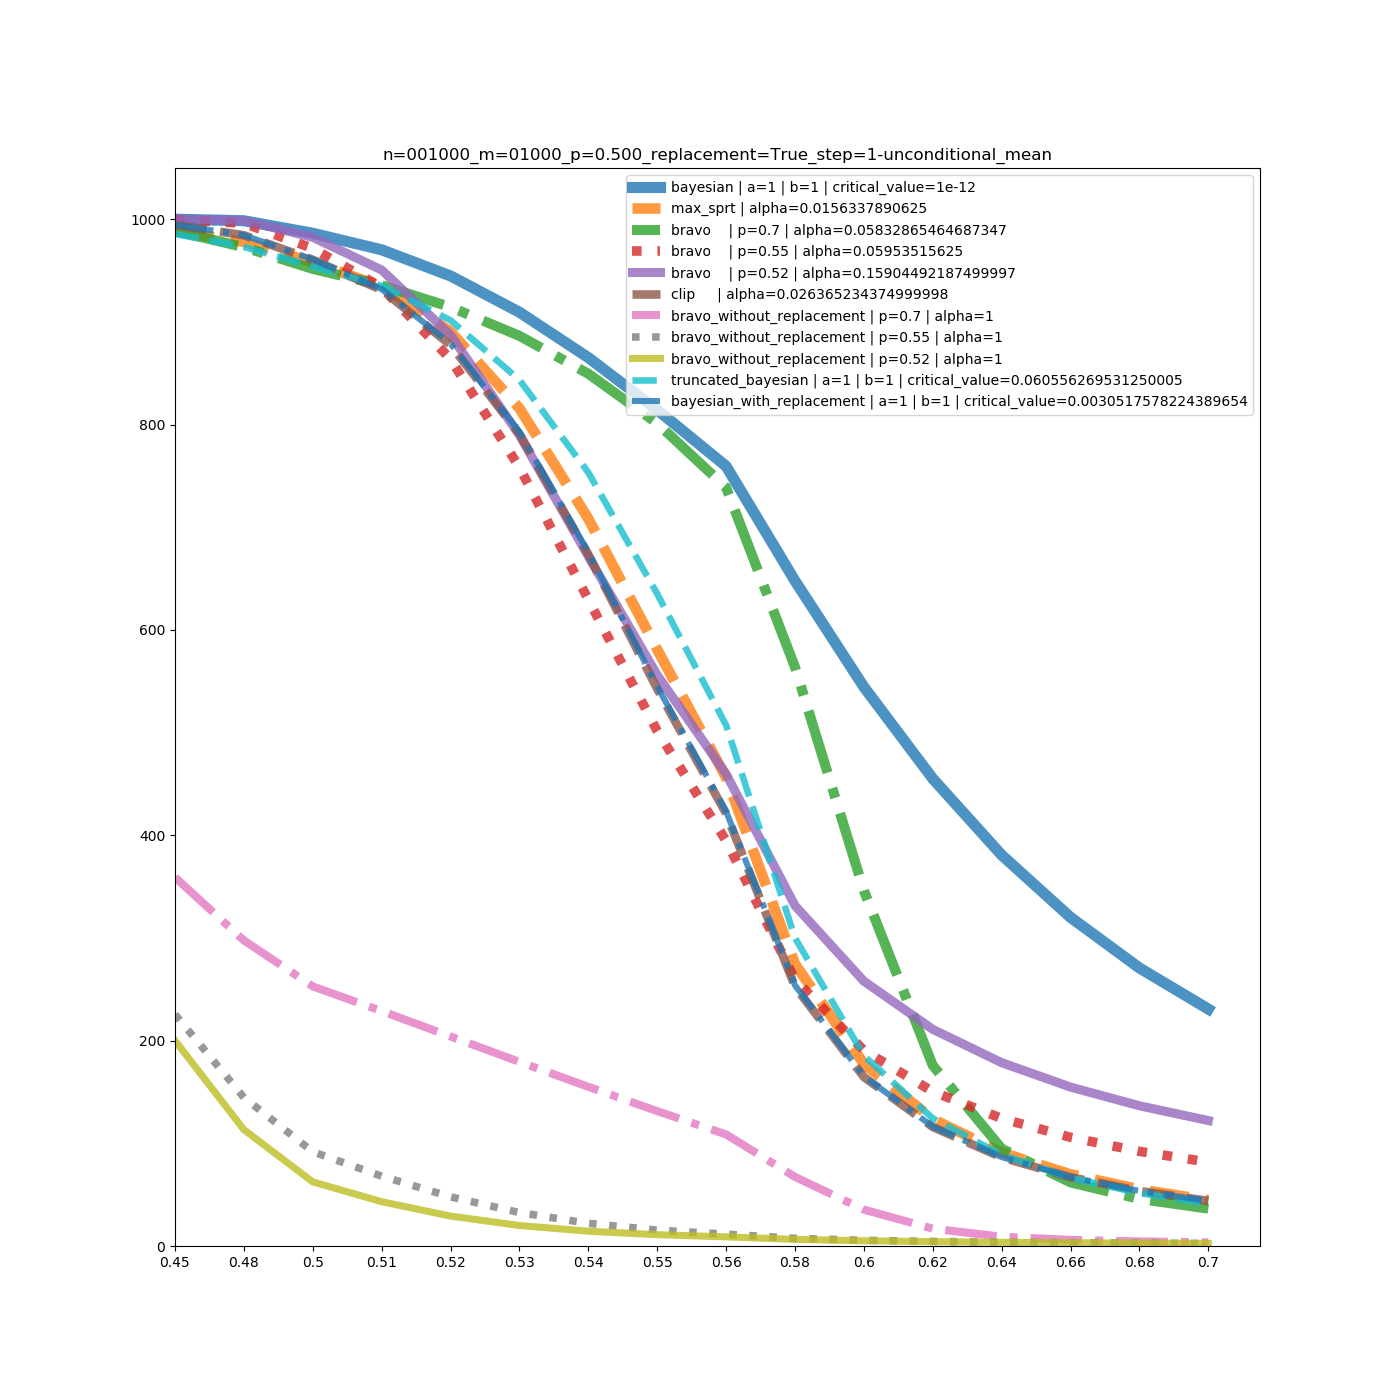 n=001000_m=01000_p=0.500_replacement=True_step=1-unconditional_mean
bayesian | a=1 | b=1 | critical_value=1e-12
max_sprt | alpha=0.0156337890625
bravo | p=0.7 | alpha=0.05832865464687347
bravo | p=0.55 | alpha=0.05953515625
bravo | p=0.52 | alpha=0.15904492187499997
clip | alpha=0.026365234374999998
bravo_without_replacement | p=0.7 | alpha=1
bravo_without_replacement | p=0.55 | alpha=1
bravo_without_replacement | p=0.52 | alpha=1
truncated_bayesian | a=1 | b=1 | critical_value=0.060556269531250005
bayesian_with_replacement | a=1 | b=1 | critical_value=0.0030517578224389654
1000
800
600
400
200
0
0.45 0.48 0.5 0.51 0.52 0.53 0.54 0.55 0.56 0.58 0.6 0.62 0.64 0.66 0.68 0.7